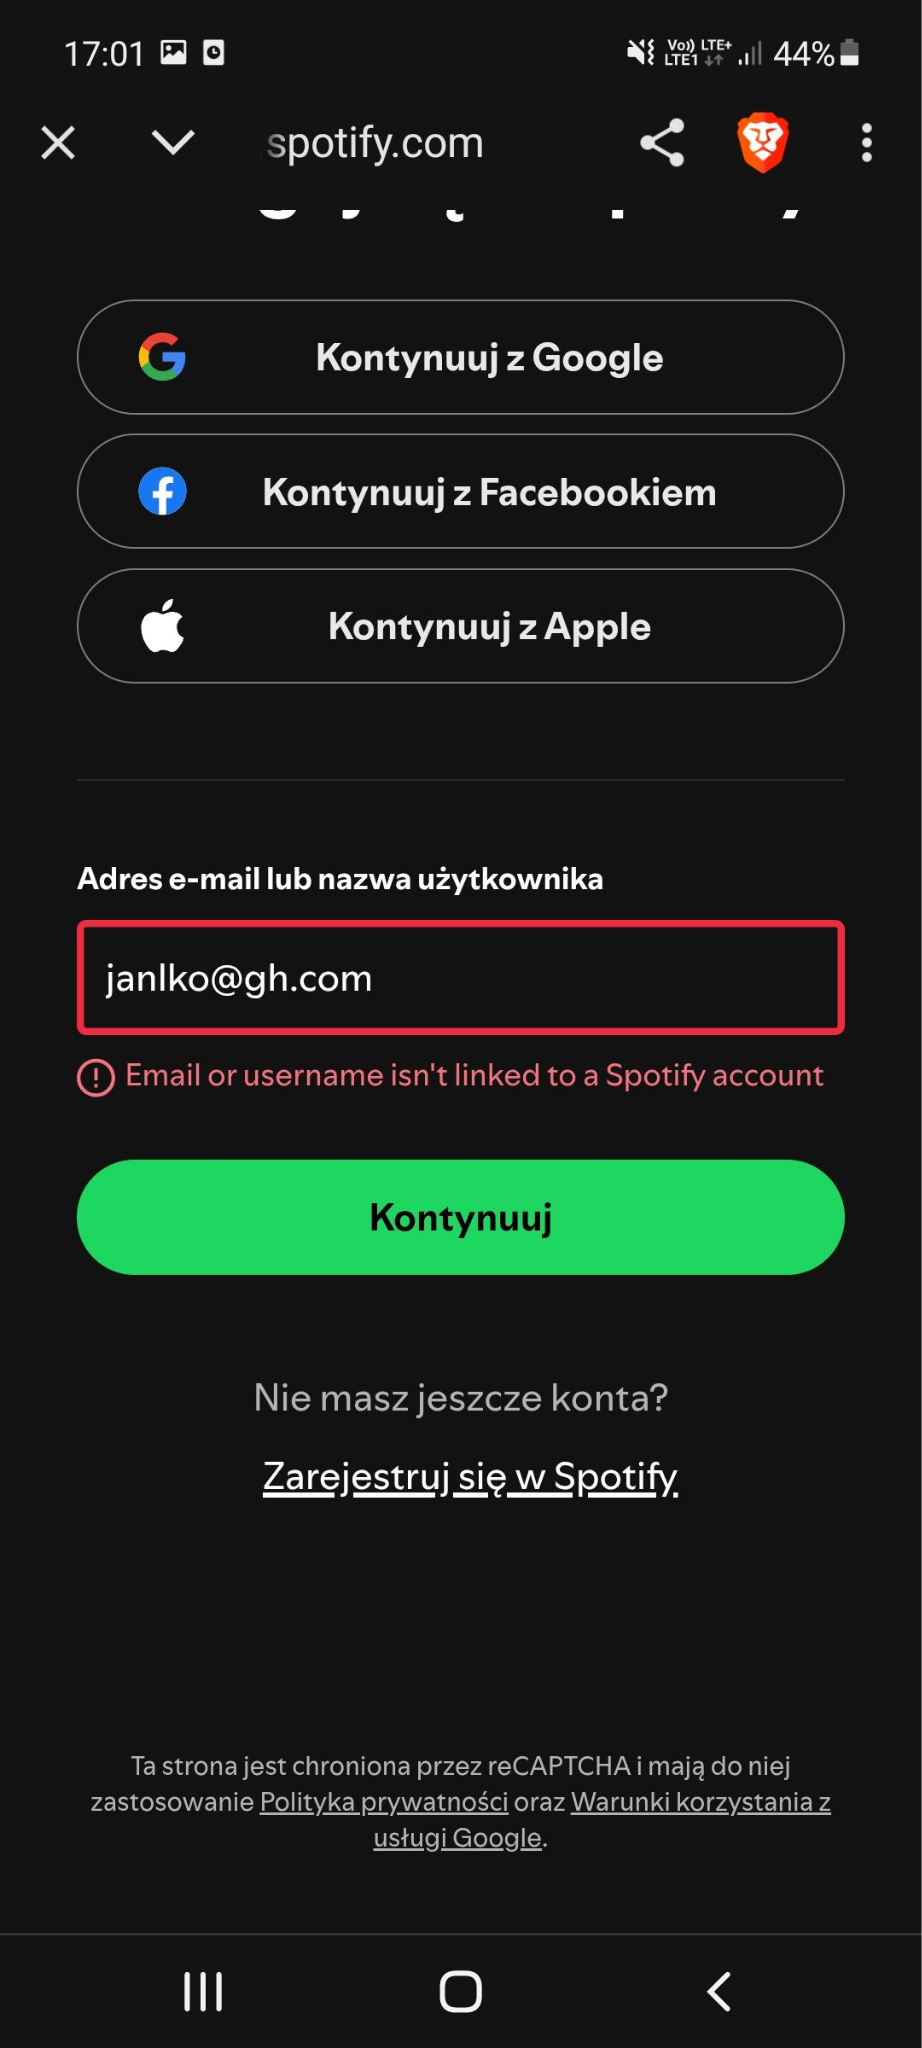 17:01
Vo)) LTE+
LTE1
44%
spotify.com
Kontynuuj z Google
Kontynuuj z Facebookiem
Kontynuuj z Apple
Adres e-mail lub nazwa użytkownika
janlko@gh.com
Email or username isn't linked to a Spotify account
Kontynuuj
Nie masz jeszcze konta?
Zarejestruj się w Spotify
Ta strona jest chroniona przez reCAPTCHA i mają do niej
zastosowanie Polityka prywatności oraz Warunki korzystania z
usługi Google.